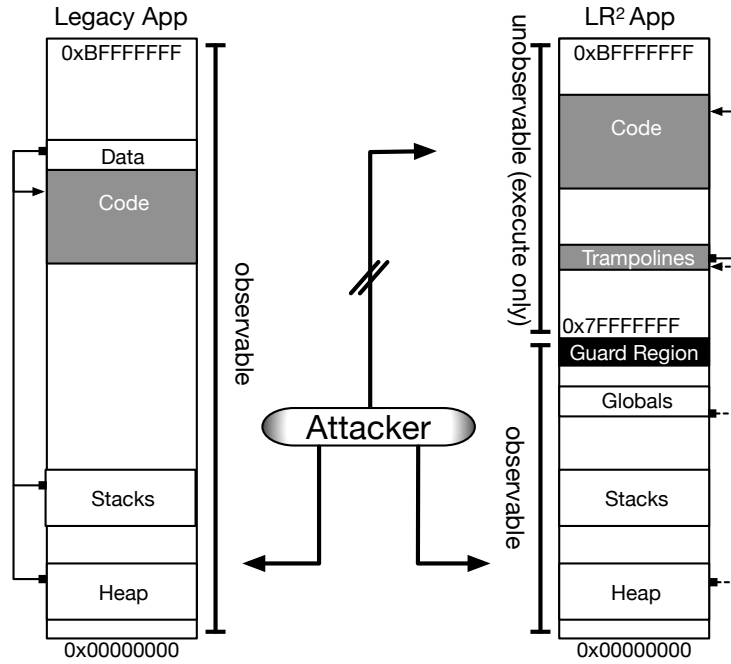 Legacy App
0xBFFFFFFF
Data
Code
observable
Stacks
Heap
0x00000000
Attacker
LR² App
0xBFFFFFFF
unobservable (execute only)
Code
Trampolines
0x7FFFFFFF
Guard Region
Globals
observable
Stacks
Heap
0x00000000